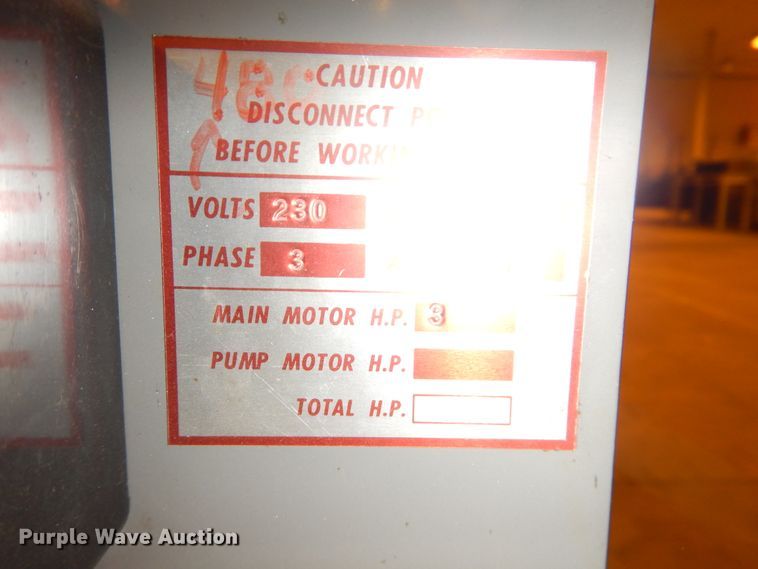 CAUTION
DISCONNECT
BEFORE
VOLTS 230
PHASE 3
MAIN MOTOR H.P. 3
PUMP MOTOR H.P.
TOTAL H.P.
Purple Wave Auction